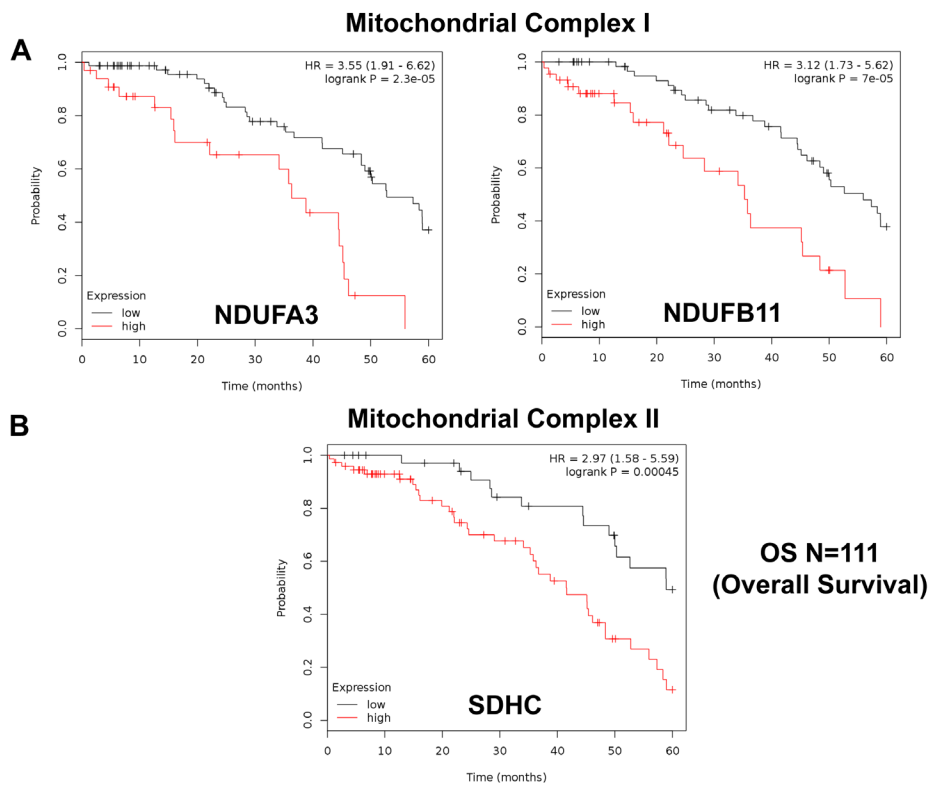 Mitochondrial Complex I
A
HR = 3.55 (1.91 - 6.62)
logrank P = 2.3e-05
Probability
0.0 0.2 0.4 0.6 0.8 1.0
Expression
low
high
NDUFA3
0 10 20 30 40 50 60
Time (months)
HR = 3.12 (1.73 - 5.62)
logrank P = 7e-05
Probability
0.0 0.2 0.4 0.6 0.8 1.0
Expression
low
high
NDUFB11
0 10 20 30 40 50 60
Time (months)
B
Mitochondrial Complex II
HR = 2.97 (1.58 - 5.59)
logrank P = 0.00045
Probability
0.0 0.2 0.4 0.6 0.8 1.0
Expression
low
high
SDHC
0 10 20 30 40 50 60
Time (months)
OS N=111
(Overall Survival)